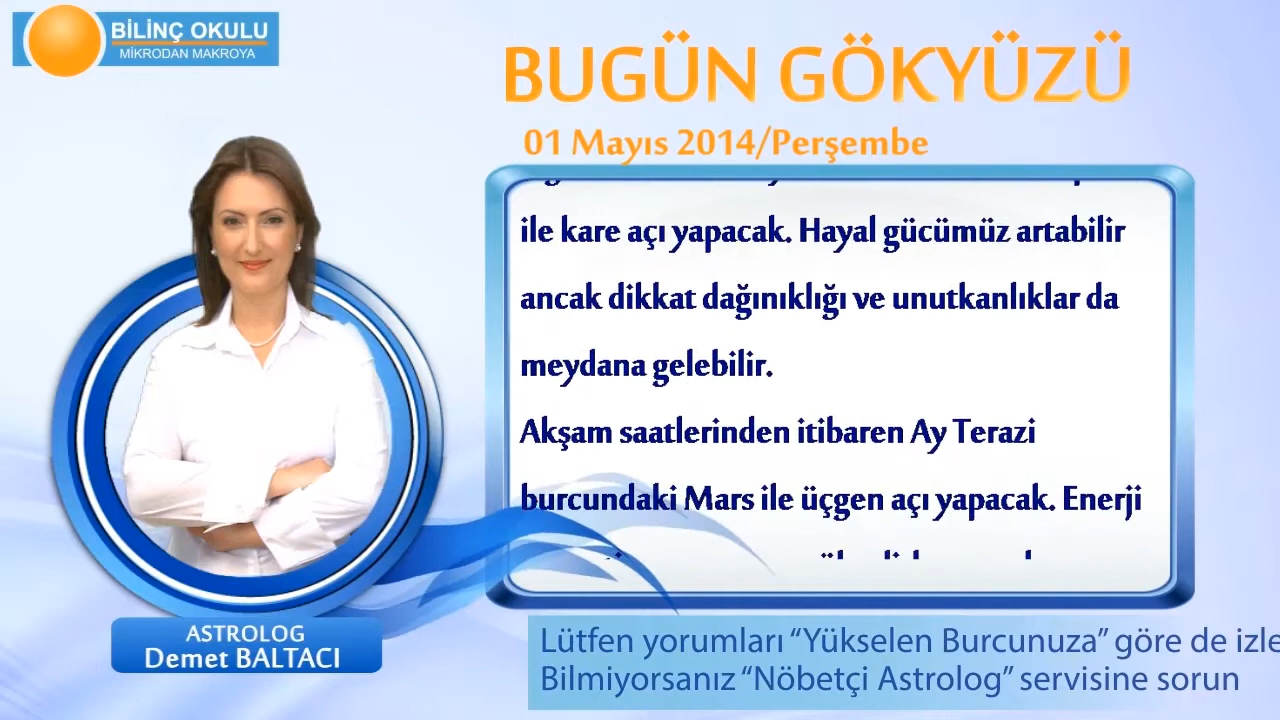 BİLİNÇ OKULU
MİKRODAN MAKROYA
BUGÜN GÖKYÜZÜ
01 Mayıs 2014/Perşembe
ile kare açı yapacak. Hayal gücümüz artabilir
ancak dikkat dağınıklığı ve unutkanlıklar da
meydana gelebilir.
Akşam saatlerinden itibaren Ay Terazi
burcundaki Mars ile üçgen açı yapacak. Enerji
ASTROLOG
Demet BALTACI
Lütfen yorumları “Yükselen Burcunuza” göre de izle
Bilmiyorsanız “Nöbetçi Astrolog” servisine sorun